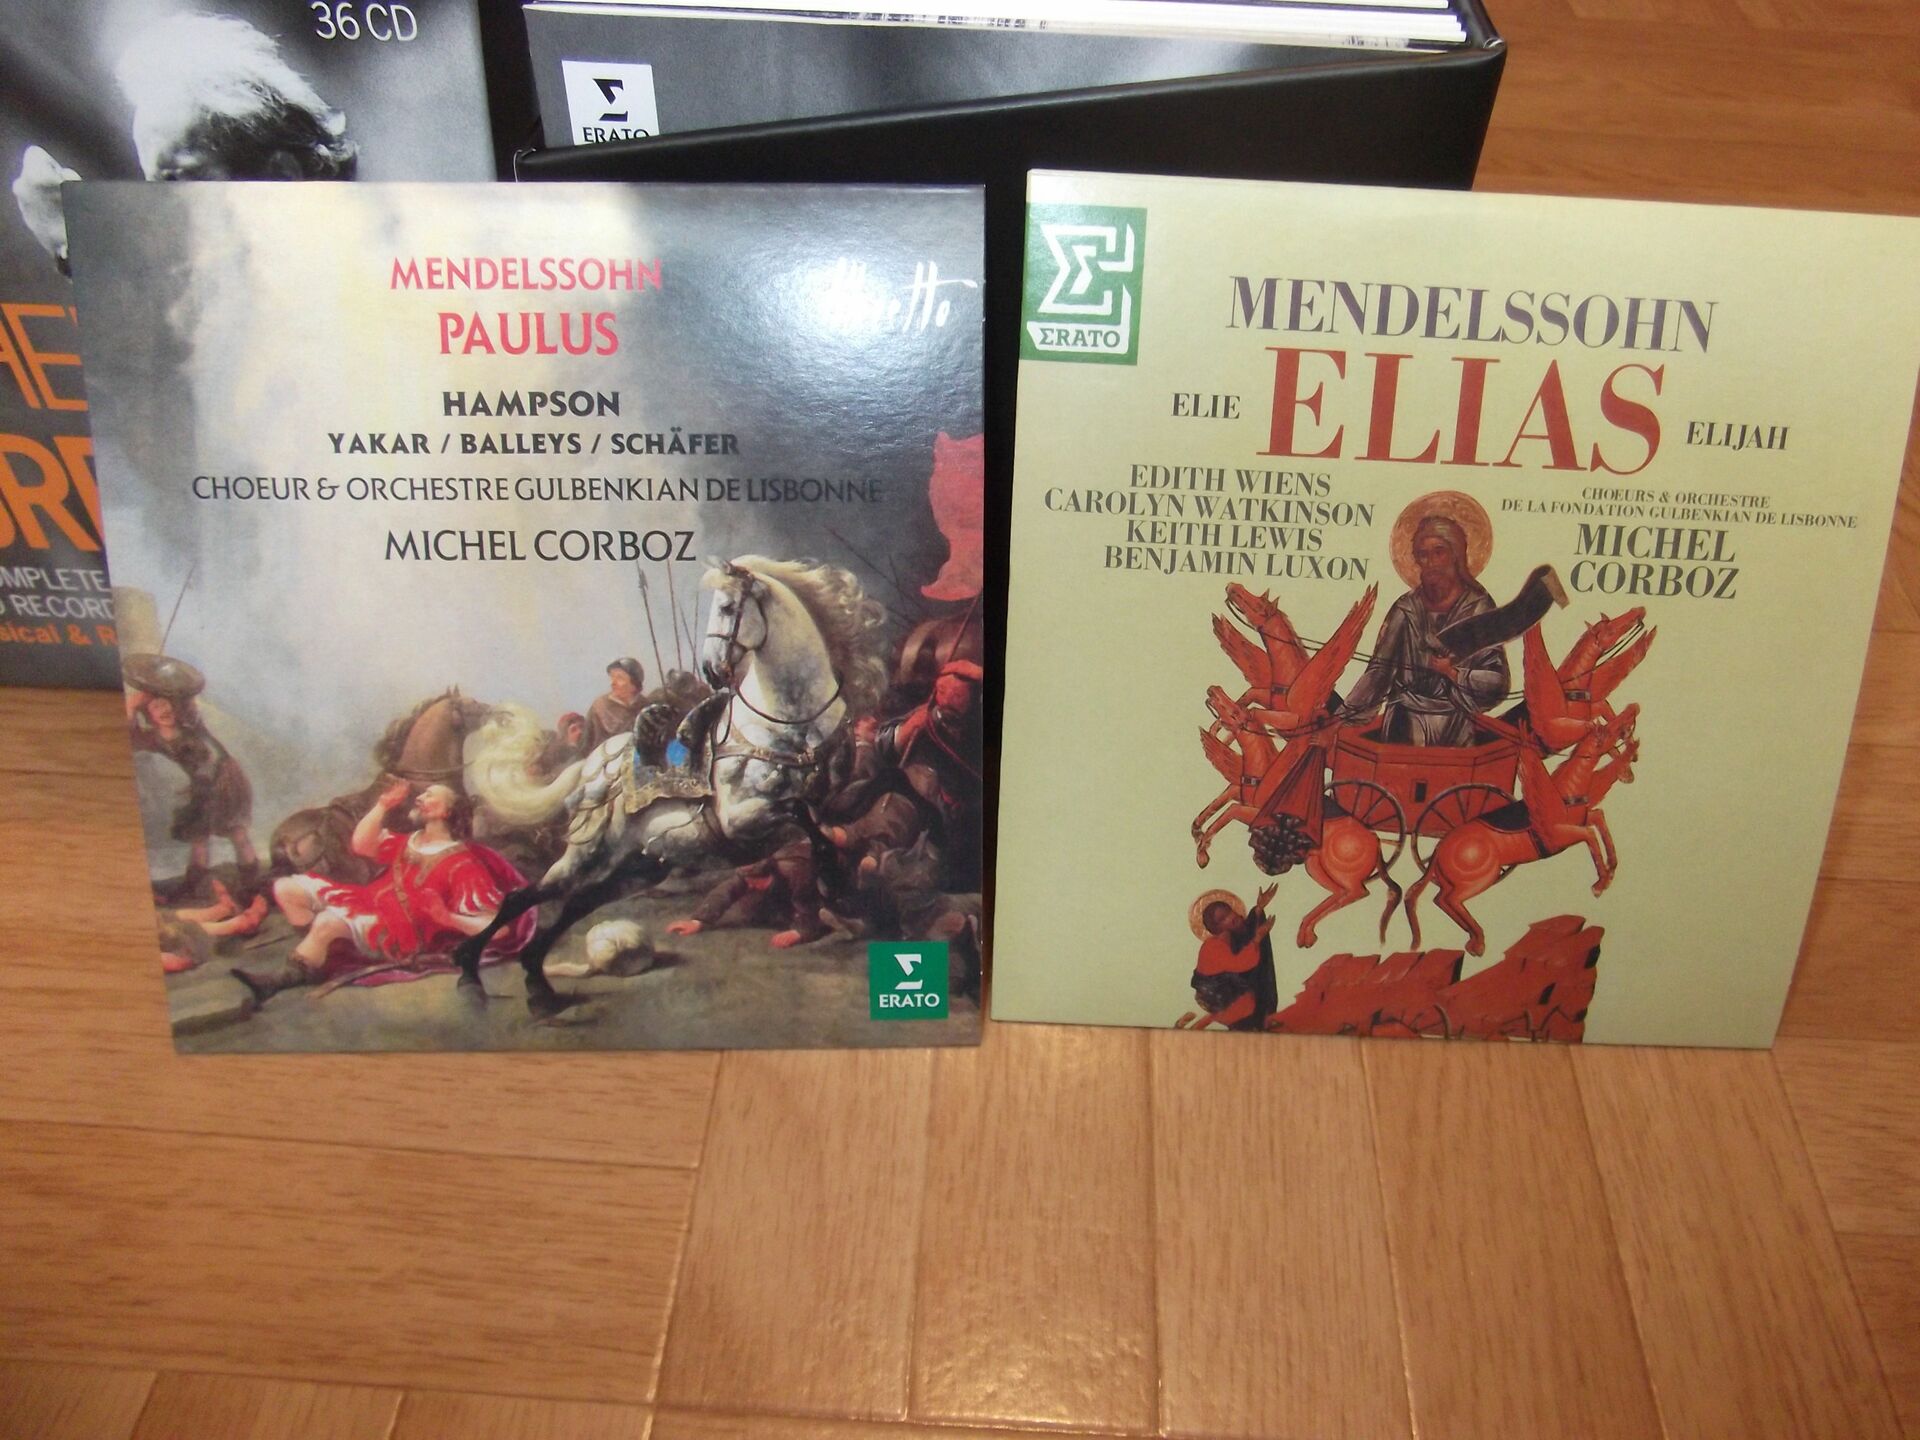 36 CD
ERATO
MENDELSSOHN
PAULUS
HAMPSON
YAKAR / BALLEYS / SCHÄFER
CHOEUR & ORCHESTRE GULBENKIAN DE LISBONNE
MICHEL CORBOZ
ERATO
ERATO
MENDELSSOHN
ELIE ELIAS ELIJAH
EDITH WIENS
CAROLYN WATKINSON
KEITH LEWIS
BENJAMIN LUXON
CHOEURS & ORCHESTRE
DE LA FONDATION GULBENKIAN DE LISBONNE
MICHEL
CORBOZ